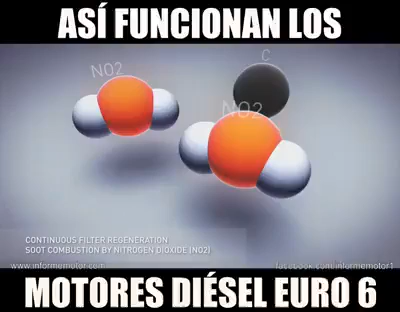 ASÍ FUNCIONAN LOS
C
NO2
NO2
CONTINUOUS FILTER REGENERATION
SOOT COMBUSTION BY NITROGEN DIOXIDE (NO2)
www.informemotor.com
facebook.com/informemotor1
MOTORES DIÉSEL EURO 6